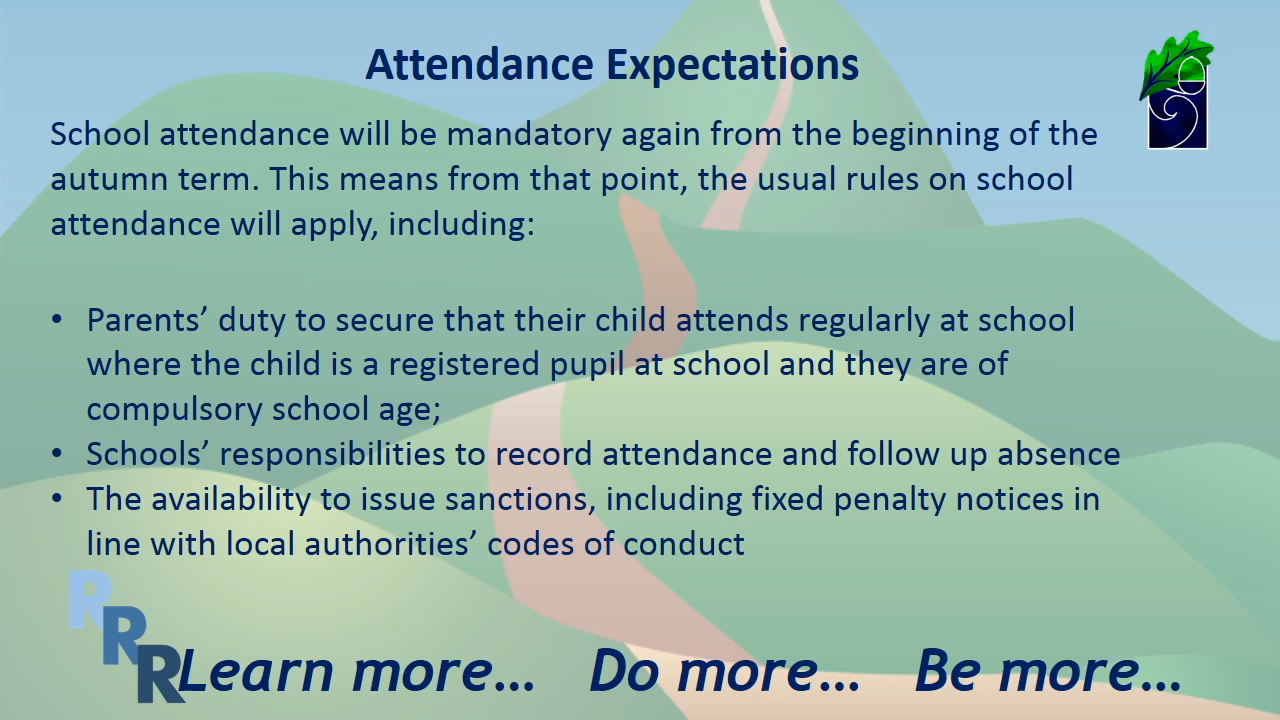 Attendance Expectations
School attendance will be mandatory again from the beginning of the
autumn term. This means from that point, the usual rules on school
attendance will apply, including:
• Parents’ duty to secure that their child attends regularly at school
where the child is a registered pupil at school and they are of
compulsory school age;
• Schools’ responsibilities to record attendance and follow up absence
• The availability to issue sanctions, including fixed penalty notices in
line with local authorities’ codes of conduct
R
R
R
Learn more... Do more... Be more...